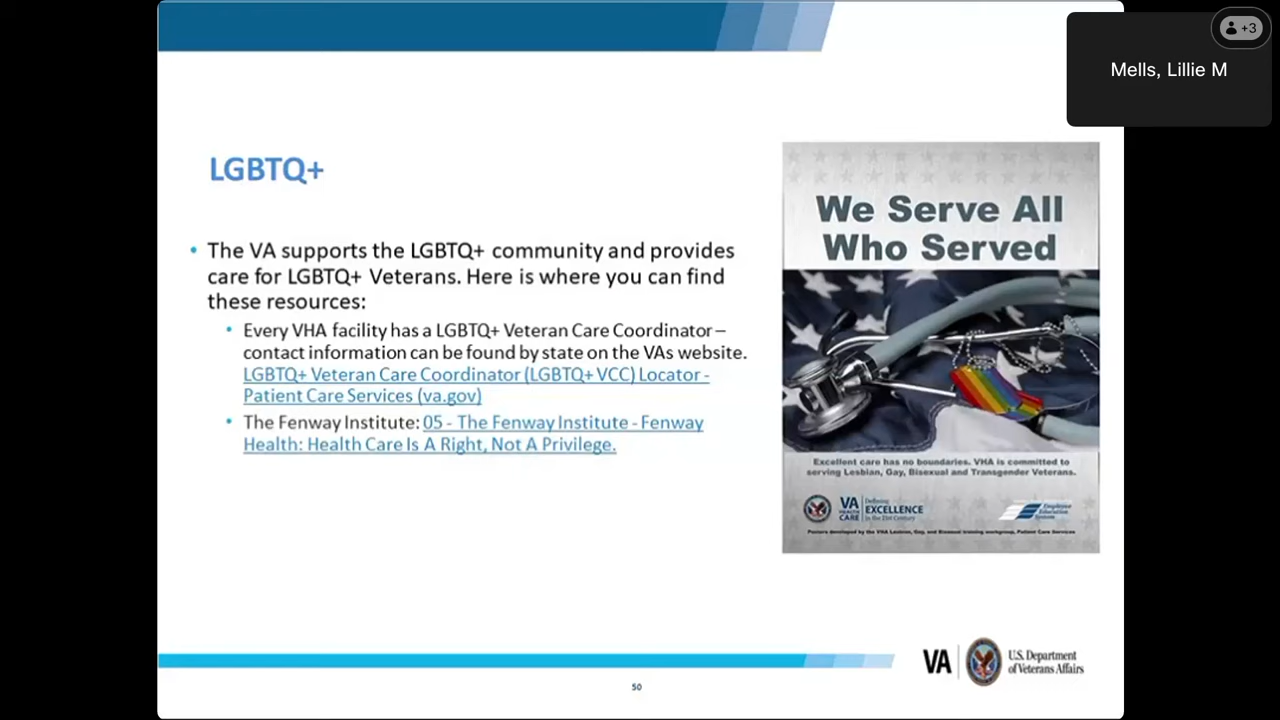 +3
Mells, Lillie M
LGBTQ+
• The VA supports the LGBTQ+ community and provides
care for LGBTQ+ Veterans. Here is where you can find
these resources:
• Every VHA facility has a LGBTQ+ Veteran Care Coordinator –
contact information can be found by state on the VAs website.
LGBTQ+ Veteran Care Coordinator (LGBTQ+ VCC) Locator -
Patient Care Services (va.gov)
• The Fenway Institute: 05 - The Fenway Institute - Fenway
Health: Health Care Is A Right, Not A Privilege.
We Serve All
Who Served
Excellent care has no boundaries. VHA is committed to
serving Lesbian, Gay, Bisexual and Transgender Veterans.
VA
HEALTH
CARE
Defining
EXCELLENCE
in the 21st Century
Employee
Education
System
Posters developed by the VHA Lesbian, Gay, and Bisexual training workgroup, Patient Care Services
VA
U.S. Department
of Veterans Affairs
50